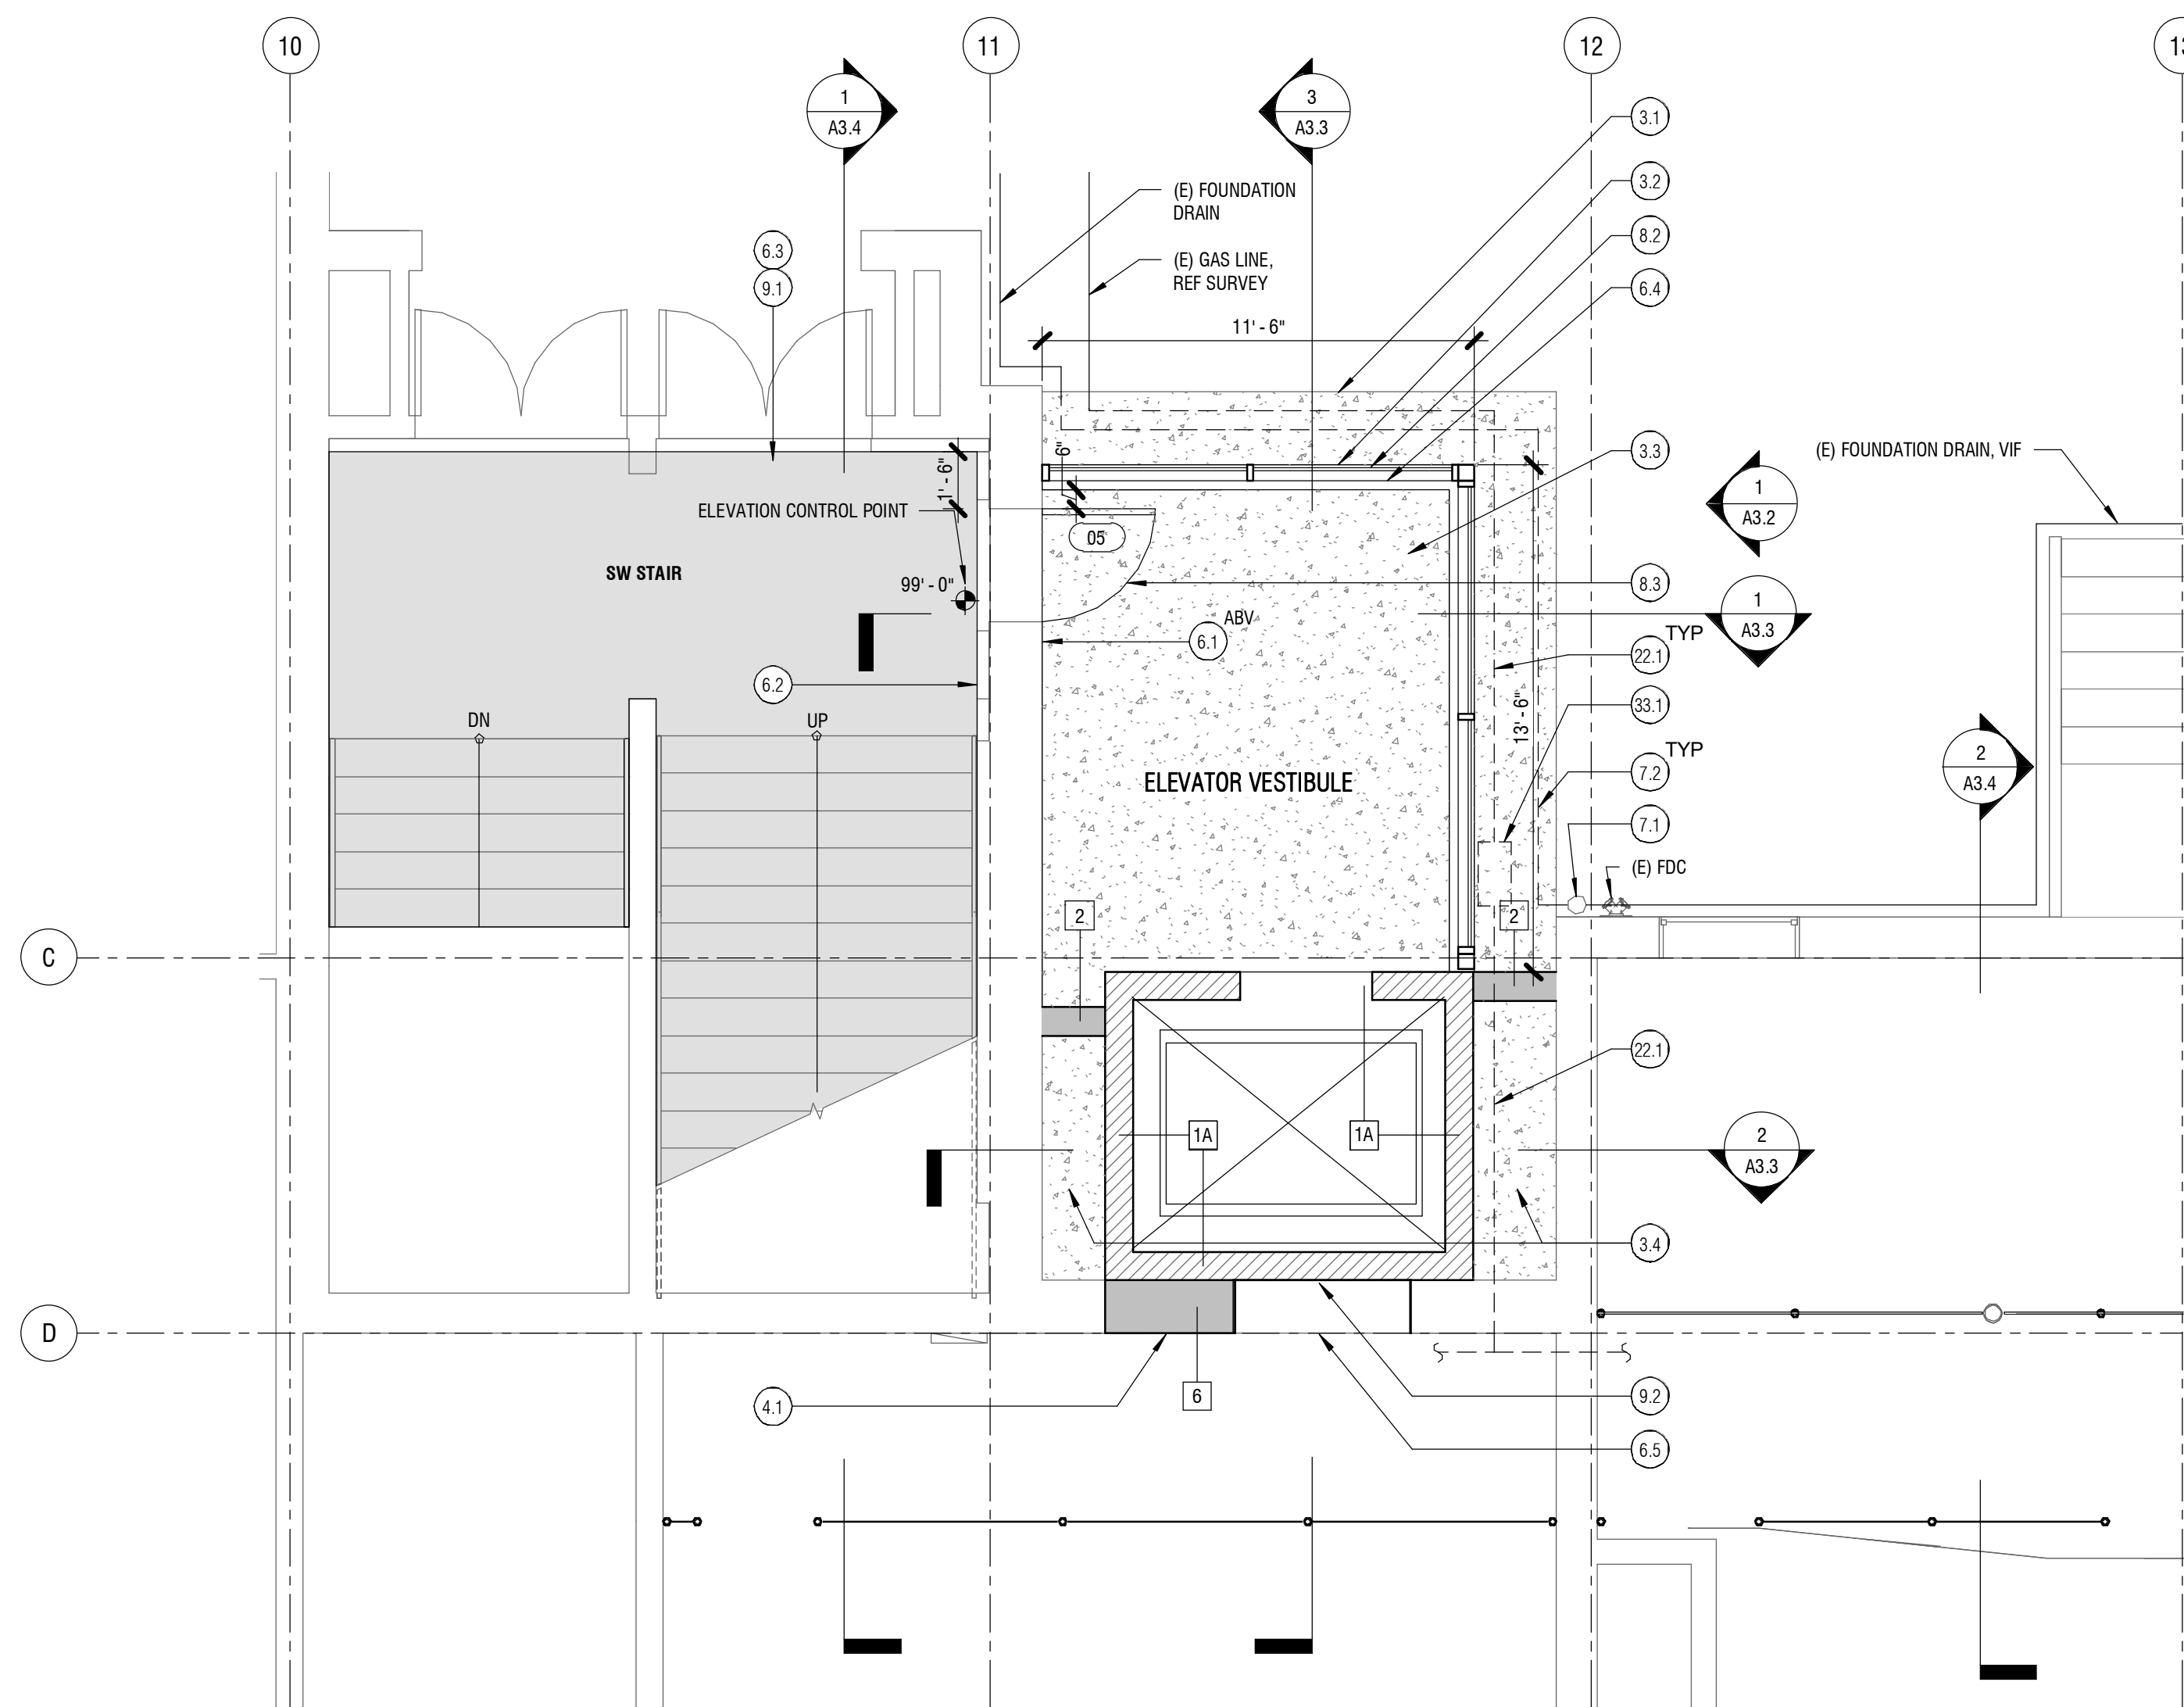 10
11
12
1
A3.4
3
A3.3
3.1
3.2
8.2
6.4
(E) FOUNDATION
DRAIN
(E) GAS LINE,
REF SURVEY
6.3
9.1
11' - 6"
3.3
(E) FOUNDATION DRAIN, VIF
1' - 6"
6"
ELEVATION CONTROL POINT
1
A3.2
05
SW STAIR
99' - 0"
8.3
1
A3.3
ABV
6.1
TYP
22.1
6.2
33.1
13' - 6"
DN
UP
TYP
7.2
2
A3.4
ELEVATOR VESTIBULE
7.1
(E) FDC
2
2
C
22.1
1A
1A
2
A3.3
3.4
D
4.1
6
9.2
6.5